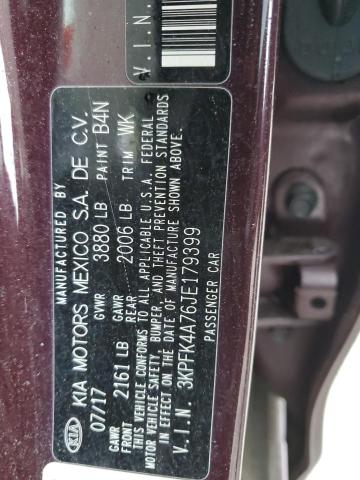 MANUFACTURED BY
KIA MOTORS MEXICO S.A. DE C.V.
KIA
07/17 GVWR 3880 LB PAINT B4N
GAWR FRONT 2161 LB GAWR REAR 2006 LB TRIM WK
THIS VEHICLE CONFORMS TO ALL APPLICABLE U.S.A. FEDERAL
MOTOR VEHICLE SAFETY, BUMPER, AND THEFT PREVENTION STANDARDS
IN EFFECT ON THE DATE OF MANUFACTURE SHOWN ABOVE.
V.I.N. 3KPFK4A76JE179399
PASSENGER CAR
V.I.N.